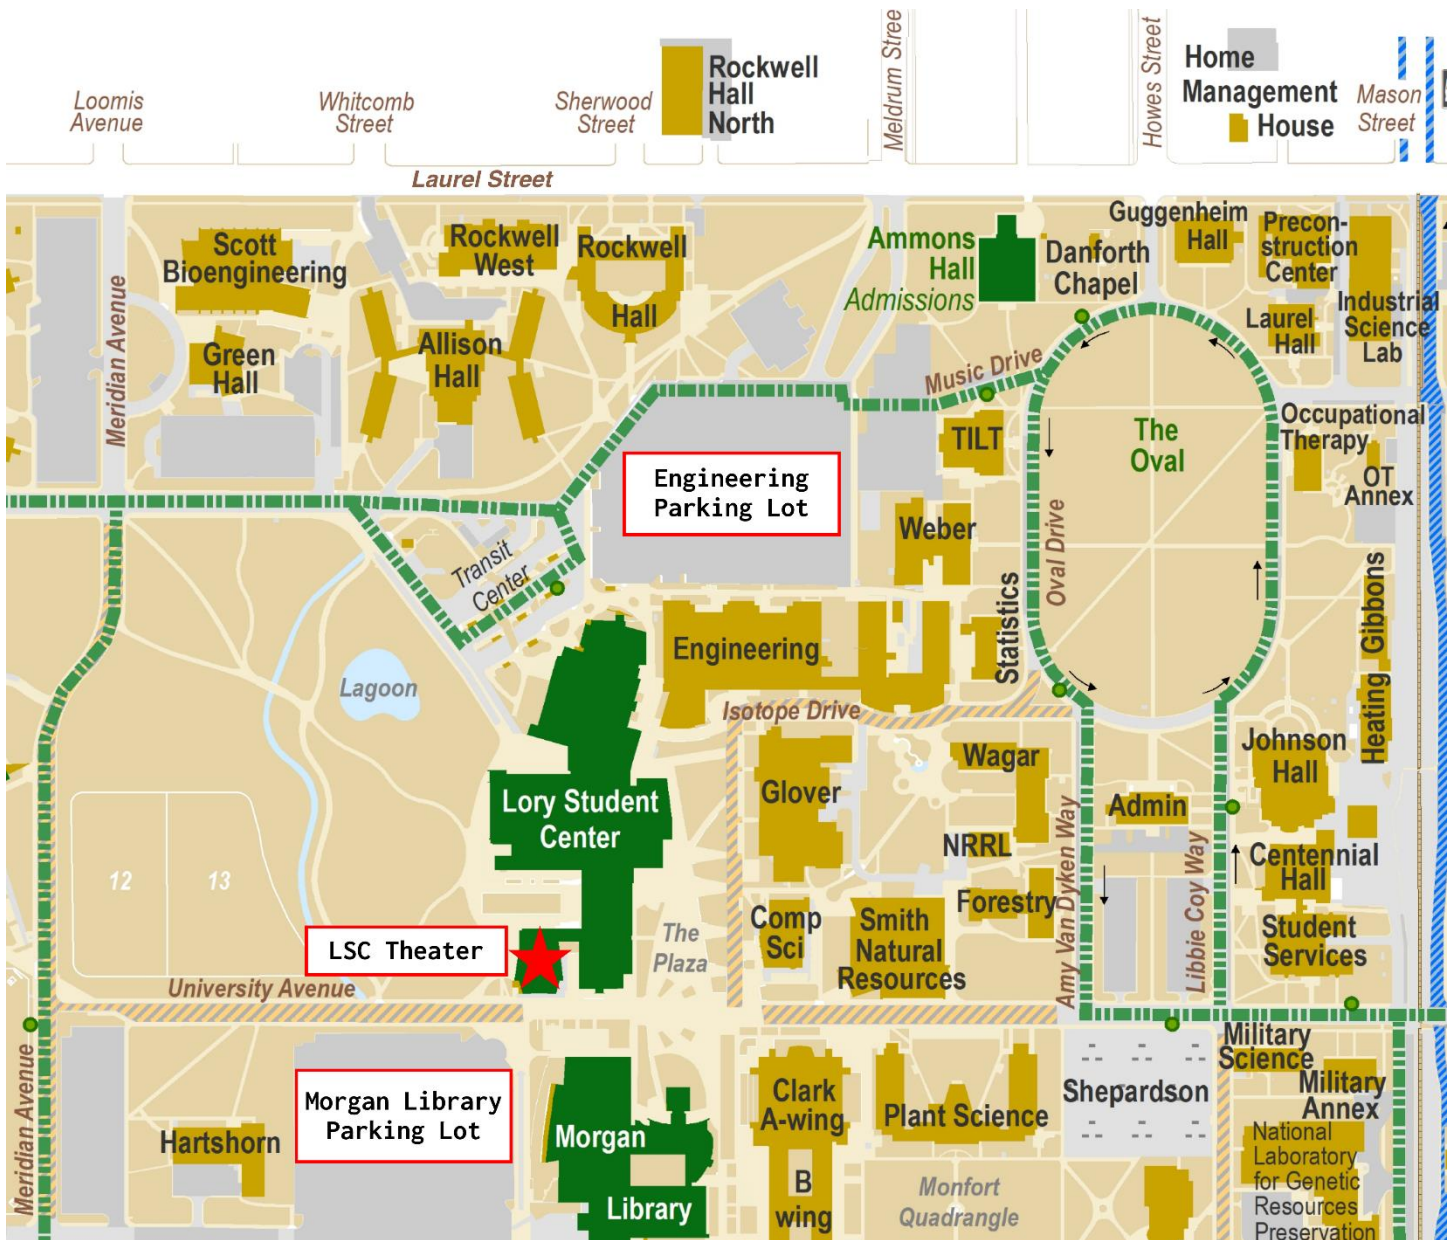 Loomis
Avenue
Whitcomb
Street
Sherwood
Street
Rockwell
Hall
North
Meldrum Stree
Howes Street
Home
Management
House
Mason
Street
Laurel Street
Meridian Avenue
Scott
Bioengineering
Green
Hall
Rockwell
West
Allison
Hall
Rockwell
Hall
Ammons
Hall
Admissions
Danforth
Chapel
Guggenheim
Hall
Precon-
struction
Center
Laurel
Hall
Industrial
Science
Lab
Music Drive
TILT
The
Oval
Occupational
Therapy
OT
Annex
Engineering
Parking Lot
Weber
Oval Drive
Transit
Center
Statistics
Gibbons
Heating
Engineering
Lagoon
Isotope Drive
Glover
Wagar
Johnson
Hall
Lory Student
Center
Admin
NRRL
Amy Van Dyken Way
Libbie Coy Way
Centennial
Hall
12
13
Forestry
Comp
Sci
Smith
Natural
Resources
Student
Services
LSC Theater
The
Plaza
University Avenue
Meridian Avenue
Military
Science
Military
Annex
Morgan Library
Parking Lot
Hartshorn
Morgan
Library
Clark
A-wing
B
wing
Plant Science
Shepardson
Monfort
Quadrangle
National
Laboratory
for Genetic
Resources
Preservation